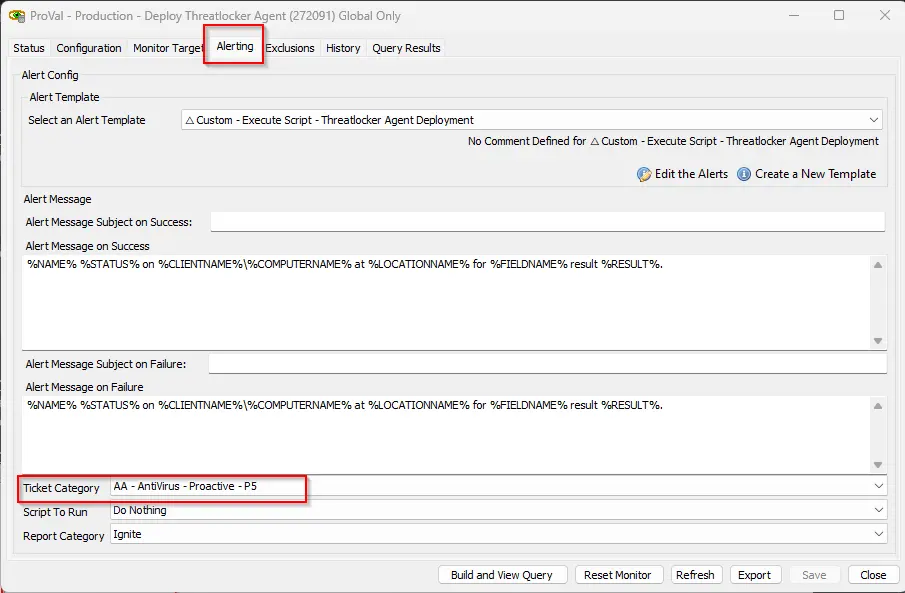 ProVal - Production - Deploy Threatlocker Agent (272091) Global Only
Status Configuration Monitor Target Alerting Exclusions History Query Results
Alert Config
Alert Template
Select an Alert Template △ Custom - Execute Script - Threatlocker Agent Deployment
No Comment Defined for △ Custom - Execute Script - Threatlocker Agent Deployment
Edit the Alerts Create a New Template
Alert Message
Alert Message Subject on Success:
Alert Message on Success
%NAME% %STATUS% on %CLIENTNAME%\%COMPUTERNAME% at %LOCATIONNAME% for %FIELDNAME% result %RESULT%.
Alert Message Subject on Failure:
Alert Message on Failure
%NAME% %STATUS% on %CLIENTNAME%\%COMPUTERNAME% at %LOCATIONNAME% for %FIELDNAME% result %RESULT%.
Ticket Category AA - AntiVirus - Proactive - P5
Script To Run Do Nothing
Report Category Ignite
Build and View Query Reset Monitor Refresh Export Save Close